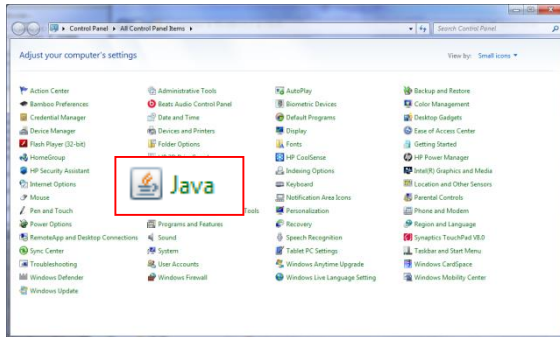 Control Panel All Control Panel Items
Search Control Panel
Adjust your computer's settings
View by: Small icons
Action Center
Administrative Tools
AutoPlay
Backup and Restore
Bamboo Preferences
Beats Audio Control Panel
Biometric Devices
Color Management
Credential Manager
Date and Time
Default Programs
Desktop Gadgets
Device Manager
Devices and Printers
Display
Ease of Access Center
Flash Player (32-bit)
Folder Options
Fonts
Getting Started
HomeGroup
HP CoolSense
HP Power Manager
HP Security Assistant
Indexing Options
Intel(R) Graphics and Media
Internet Options
Java
Keyboard
Location and Other Sensors
Mouse
Notification Area Icons
Parental Controls
Pen and Touch
Tools
Personalization
Phone and Modem
Power Options
Programs and Features
Recovery
Region and Language
RemoteApp and Desktop Connections
Sound
Speech Recognition
Synaptics TouchPad V8.0
Sync Center
System
Tablet PC Settings
Taskbar and Start Menu
Troubleshooting
User Accounts
Windows Anytime Upgrade
Windows CardSpace
Windows Defender
Windows Firewall
Windows Live Language Setting
Windows Mobility Center
Windows Update